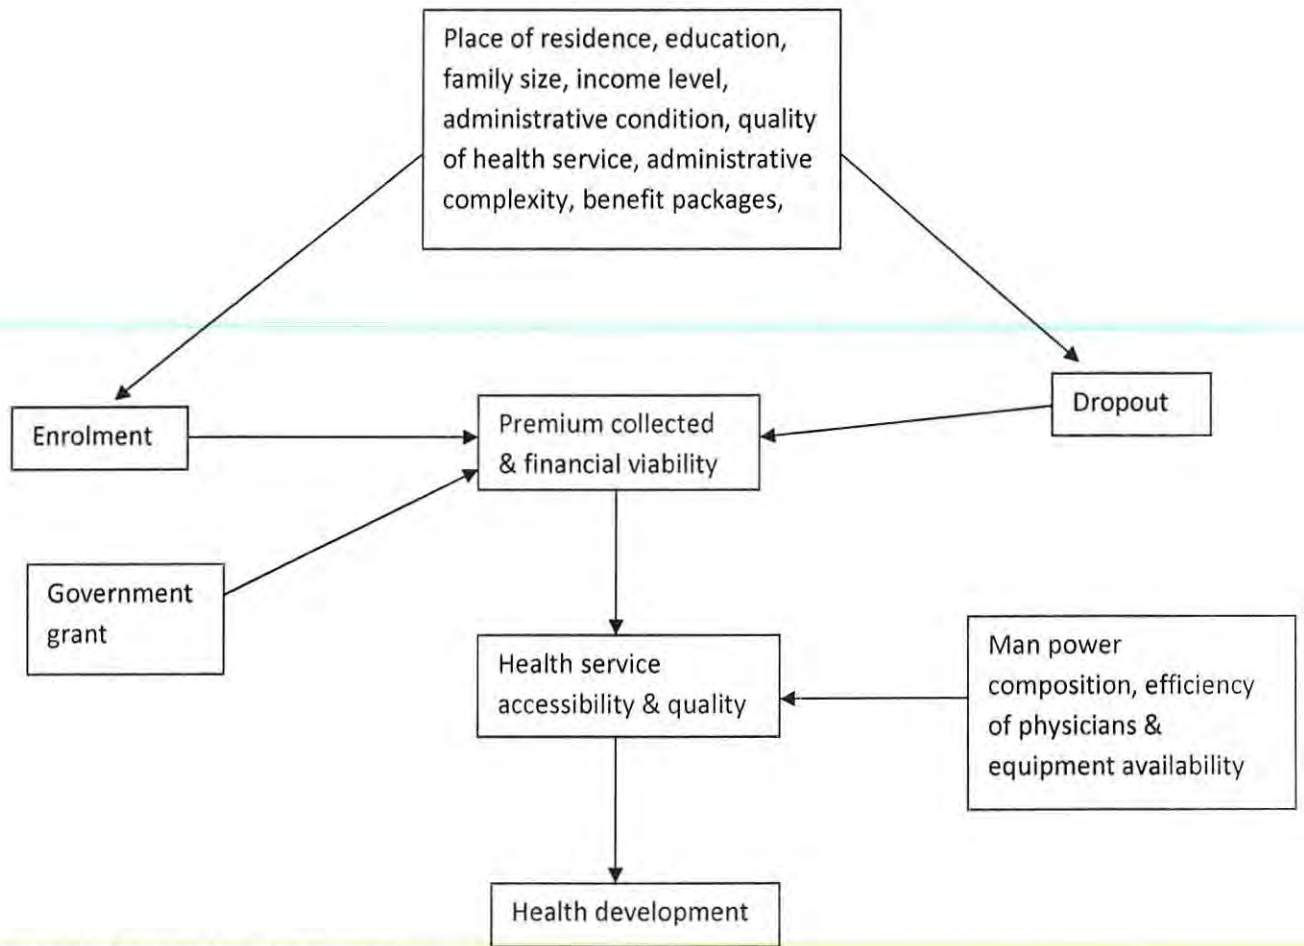 Place of residence, education,
family size, income level,
administrative condition, quality
of health service, administrative
complexity, benefit packages,
Enrolment
Premium collected
& financial viability
Dropout
Government
grant
Health service
accessibility & quality
Man power
composition, efficiency
of physicians &
equipment availability
Health development